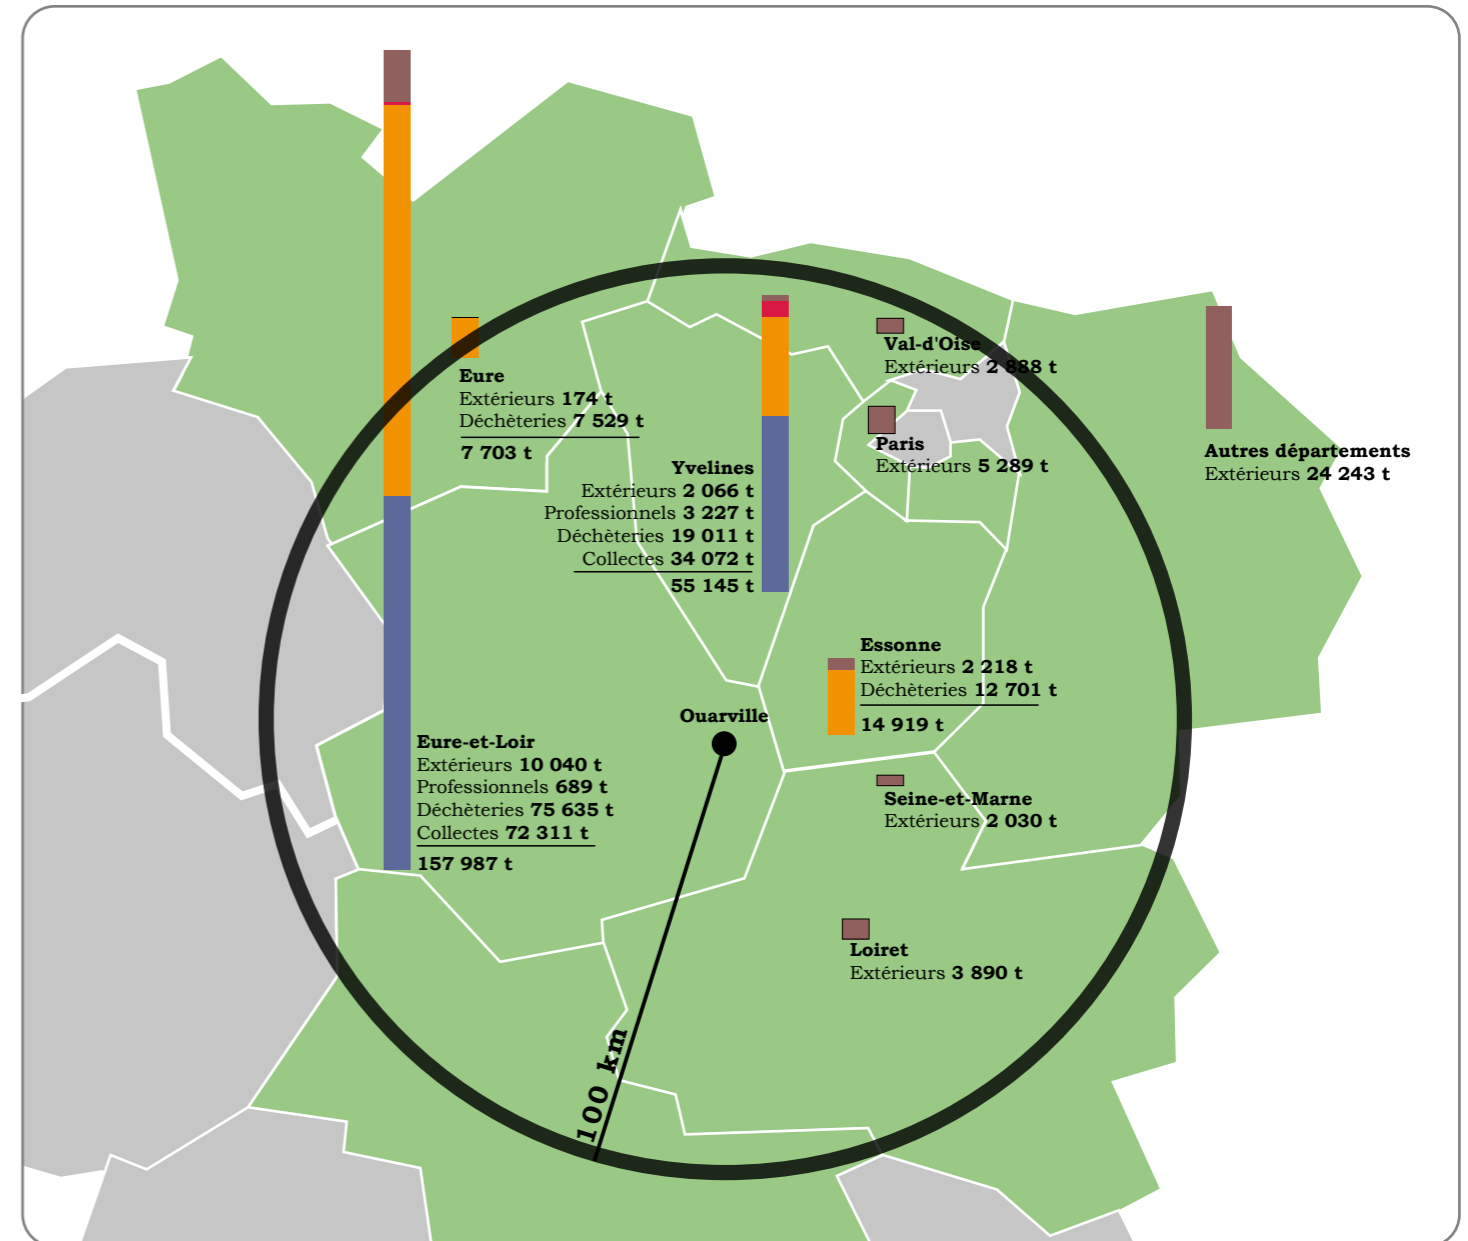 Val-d'Oise
Extérieurs 2 888 t
Eure
Extérieurs 174 t
Déchèteries 7 529 t
7 703 t
Paris
Extérieurs 5 289 t
Autres départements
Extérieurs 24 243 t
Yvelines
Extérieurs 2 066 t
Professionnels 3 227 t
Déchèteries 19 011 t
Collectes 34 072 t
55 145 t
Essonne
Extérieurs 2 218 t
Déchèteries 12 701 t
14 919 t
Ouarville
Eure-et-Loir
Extérieurs 10 040 t
Professionnels 689 t
Déchèteries 75 635 t
Collectes 72 311 t
157 987 t
Seine-et-Marne
Extérieurs 2 030 t
Loiret
Extérieurs 3 890 t
100 km